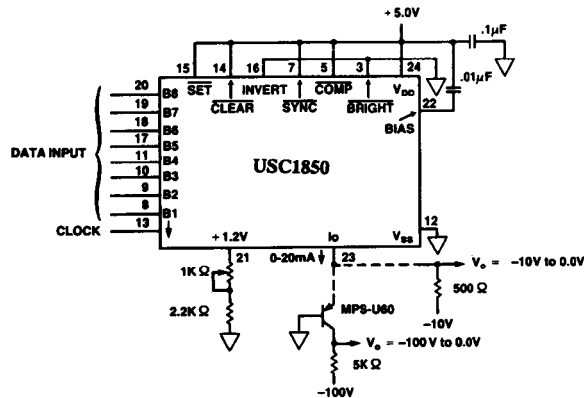 + 5.0V
.1μF
15 14 16 7 5 3 24
SET INVERT COMP VDD
CLEAR SYNC BRIGHT
.01μF
22
BIAS
20 B8
19 B7
18 B6
17 B5
11 B4
10 B3
9 B2
8 B1
13
DATA INPUT
CLOCK
USC1850
12
VSS
+ 1.2V
Io
21
0-20mA
23
1K Ω
2.2K Ω
Vo = –10V to 0.0V
500 Ω
–10V
MPS-U60
Vo = –100 V to 0.0V
5K Ω
–100V